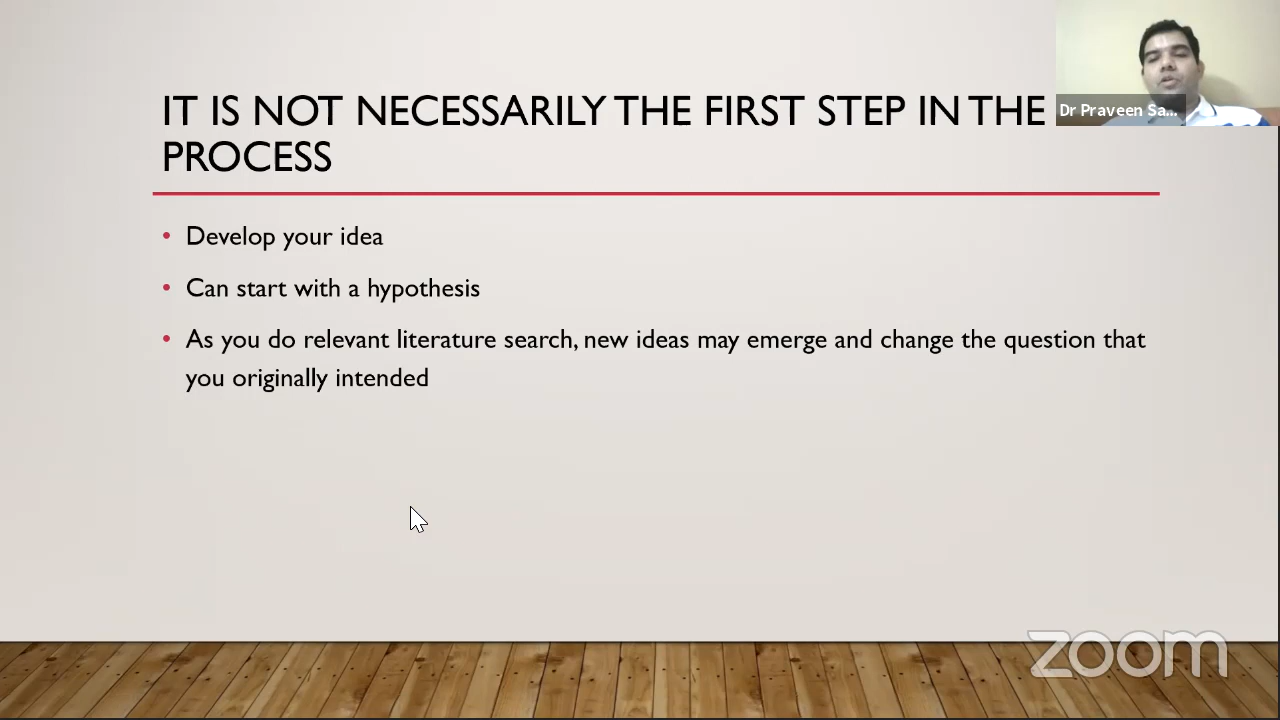 IT IS NOT NECESSARILY THE FIRST STEP IN THE
PROCESS
Dr Praveen Sa...
• Develop your idea
• Can start with a hypothesis
• As you do relevant literature search, new ideas may emerge and change the question that
you originally intended
zoom